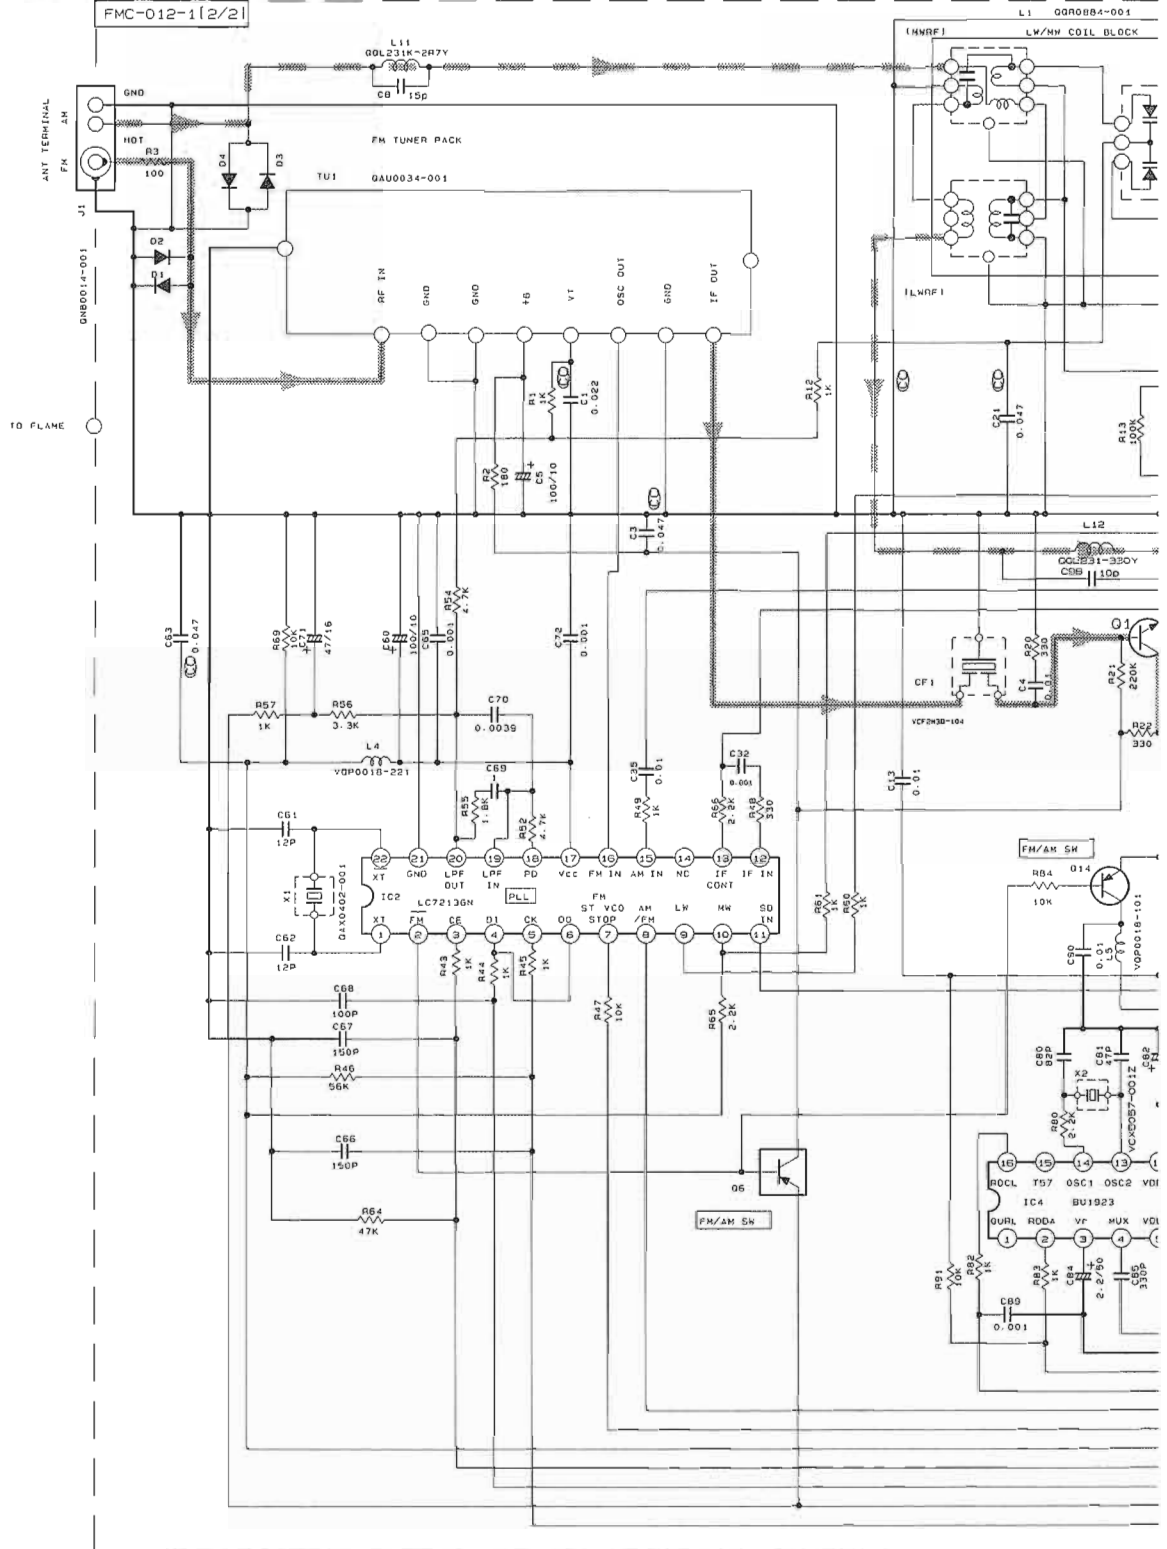 FMC-012-1[2/2]
L1 QQR0884-001
(MWRF)
LW/MW COIL BLOCK
L11
QQL231K-2R7Y
C8 15p
GND
ANT TERMINAL
AM
FM
HOT
R3
100
FM TUNER PACK
D4
D3
TU1 QAU0034-001
J1
QNB0014-001
D2
D1
RF IN
GND
GND
+B
VT
OSC OUT
GND
IF OUT
(LWRF)
R1
1K
C1
0.022
R12
1K
C21
0.047
R13
100K
TO FLAME
R2
180
C5
100/10
C3
0.047
L12
QQL231-330Y
C98 10p
C63
0.047
R69
10K
C71
47/16
C60
100/10
C65
0.001
R54
4.7K
C72
0.001
Q1
R20
330
C4
0.01
R21
220K
CF1
VCF2M3B-104
R22
330
R57
1K
R56
3.3K
C70
0.0039
L4
VQP0018-221
C69
1
R55
1.8K
R52
4.7K
C35
0.01
R49
1K
C32
0.001
R66
2.2K
R48
330
C13
0.01
C61
12P
X1
QAX0402-001
C62
12P
22 21 20 19 18 17 16 15 14 13 12
XT GND LPF OUT LPF IN PD Vcc FM IN AM IN NC IF CONT IF IN
IC2 LC72136N PLL
XT FM CE DI CK DO FM ST VCO STOP AM /FM LW MW SD IN
1 2 3 4 5 6 7 8 9 10 11
R61
1K
R50
1K
FM/AM SW
Q14
R84
10K
C90
0.01
L5
VQP0018-101
R43
1K
R44
1K
R45
1K
C68
100P
C67
150P
R46
56K
R47
10K
R65
2.2K
C80
82P
C81
47P
C82
X2
VCX5057-001Z
R80
2.2K
C66
150P
Q6
FM/AM SW
R64
47K
16 15 14 13
RDCL T57 OSC1 OSC2
IC4 BU1923
QUAL RDDA Vr MUX
1 2 3 4
R91
10K
R82
1K
R83
1K
C84
2.2/50
C85
330P
C89
0.001